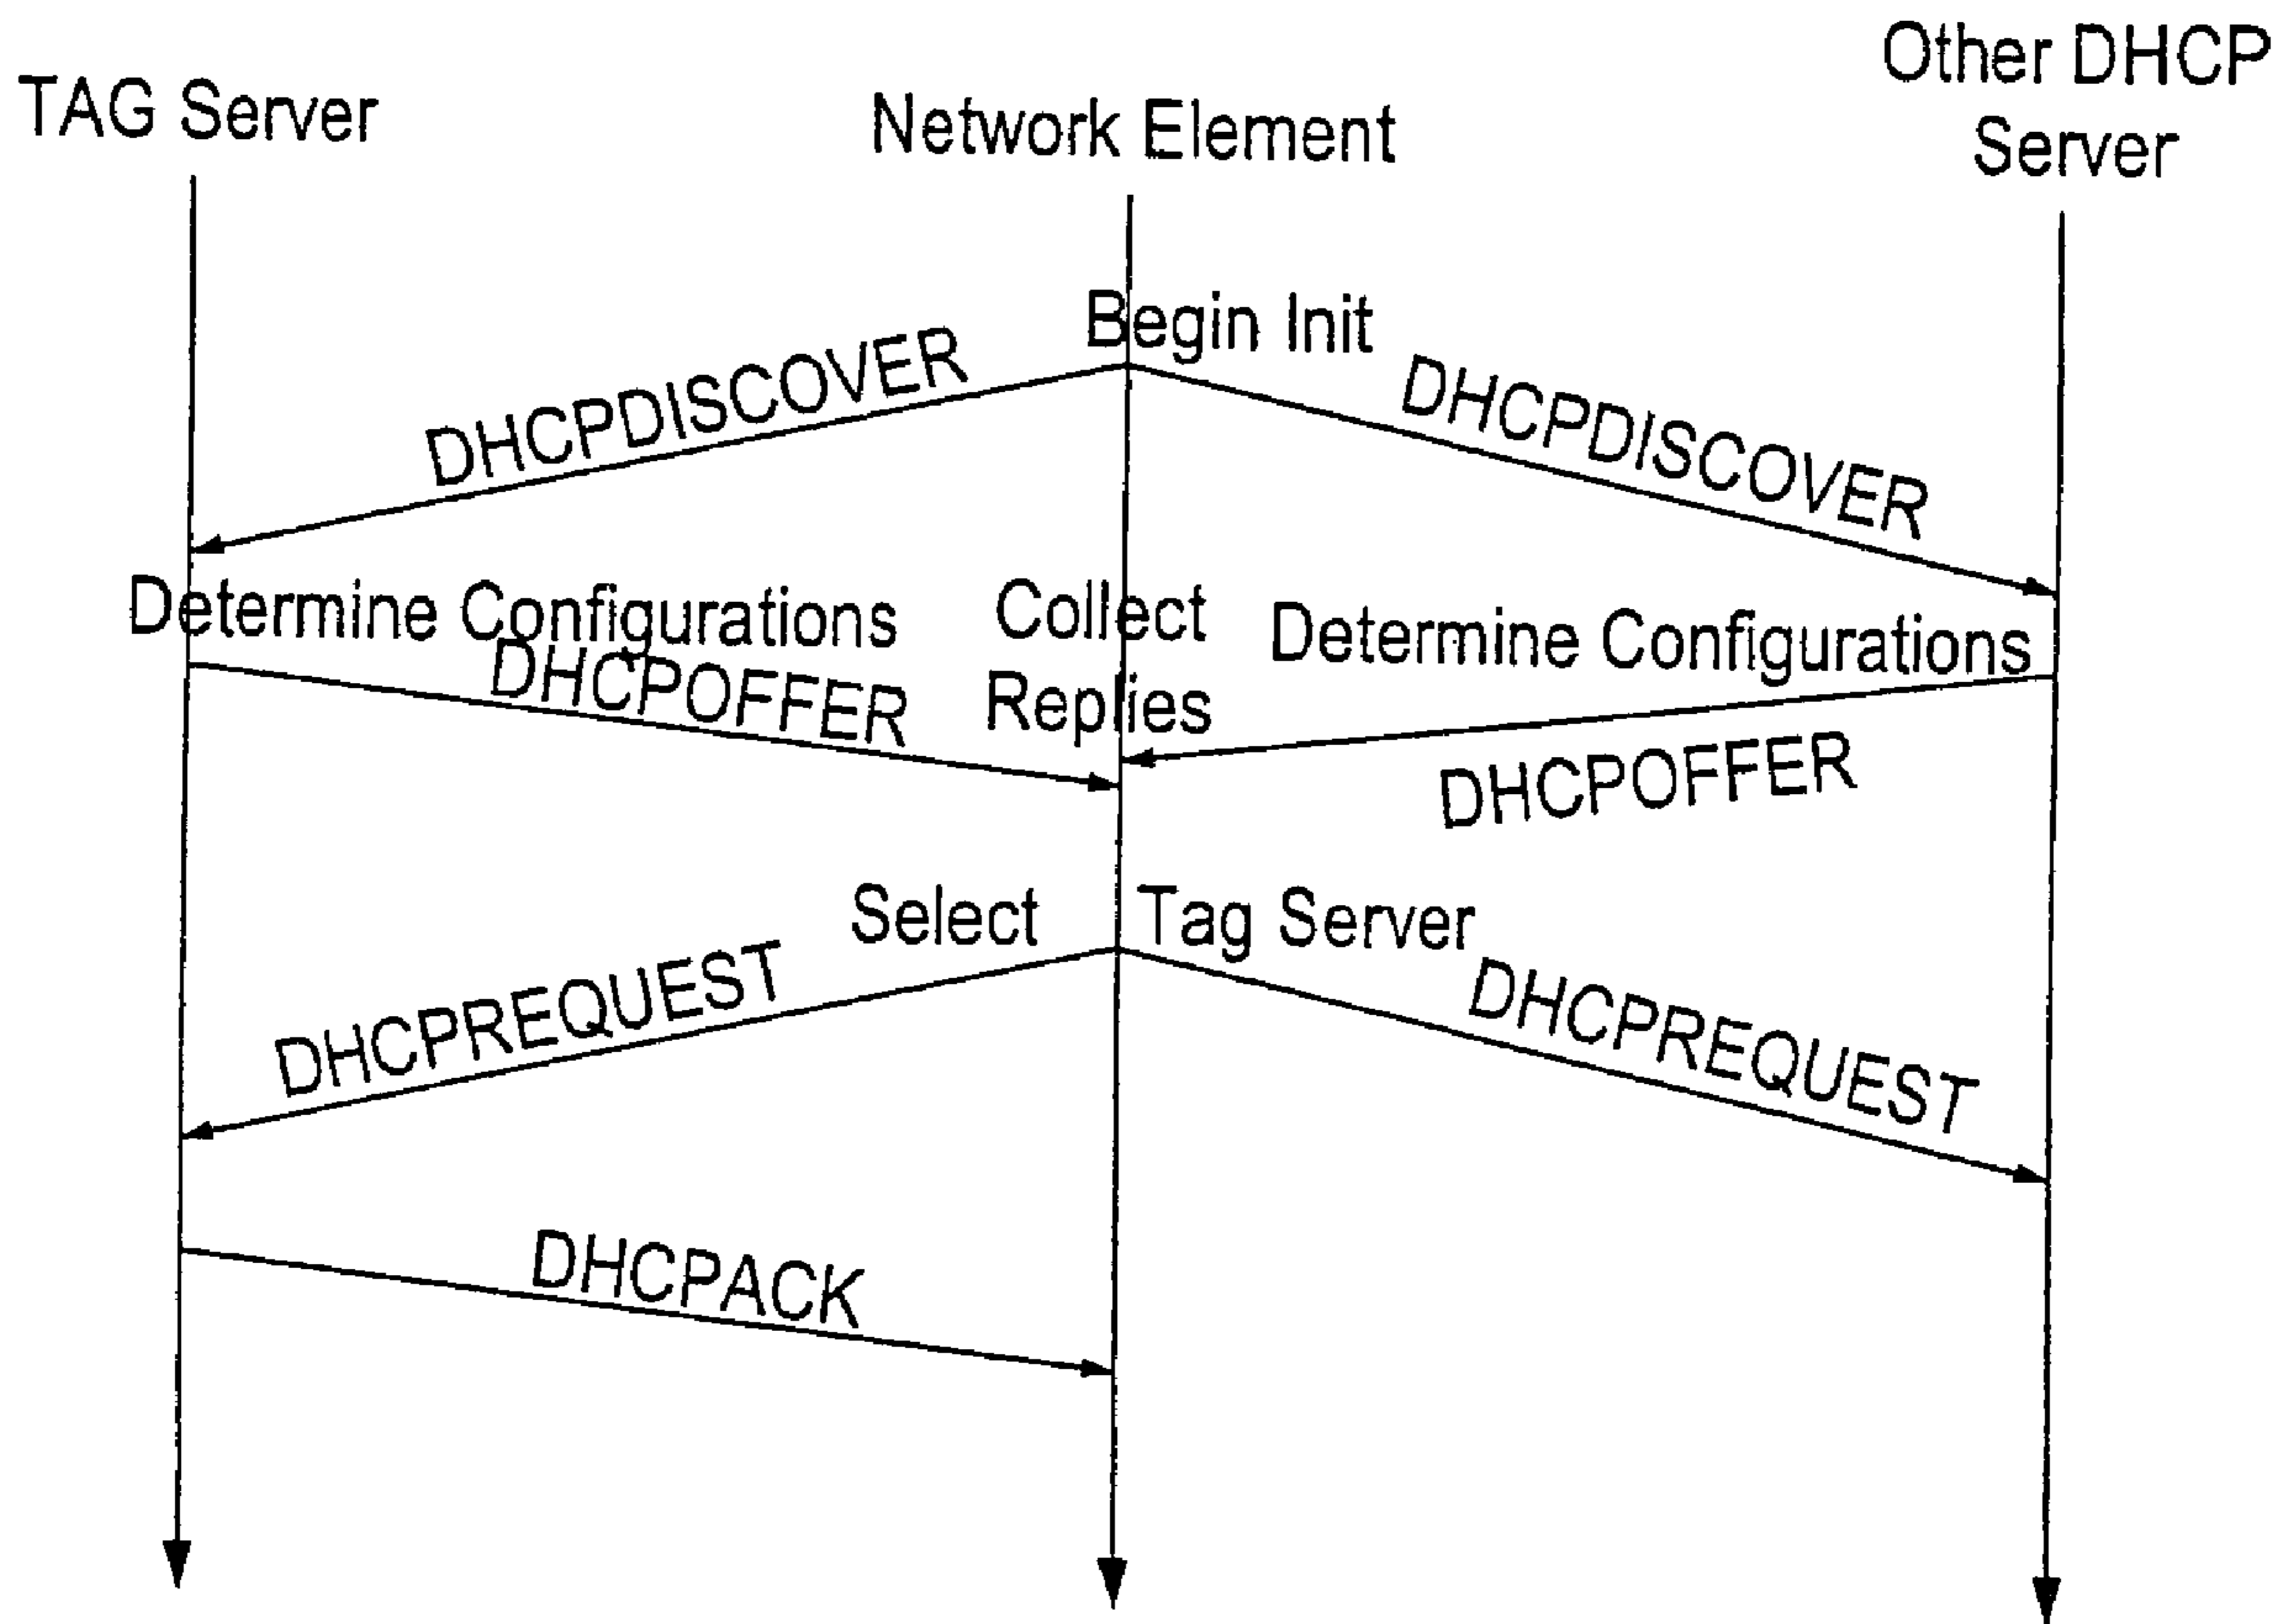 TAG Server
Network Element
Other DHCP
Server
Begin Init
DHCPDISCOVER
DHCPDISCOVER
Determine Configurations
Collect
Replies
Determine Configurations
DHCPOFFER
DHCPOFFER
Select Tag Server
DHCPREQUEST
DHCPREQUEST
DHCPACK